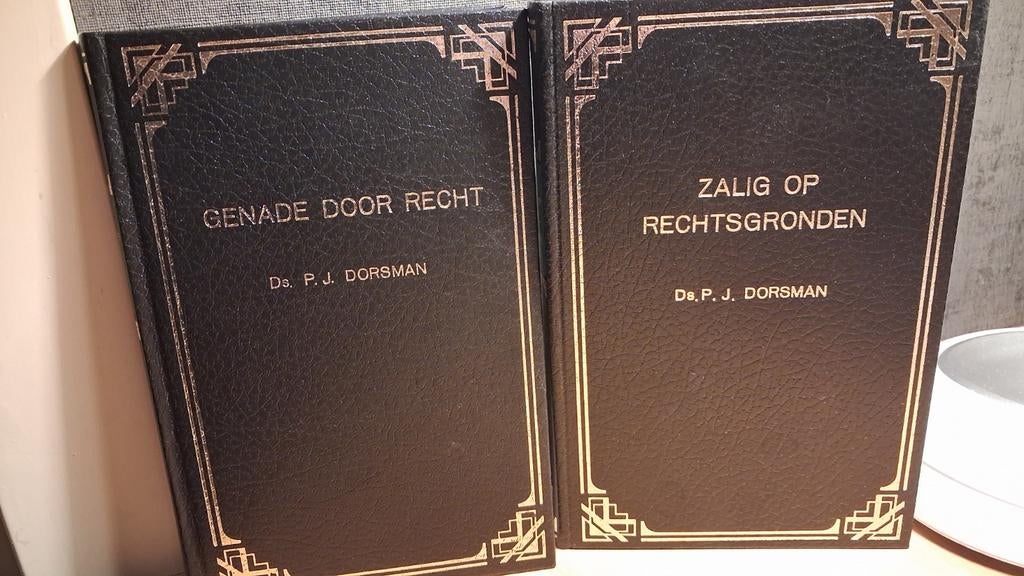 GENADE DOOR RECHT
Ds. P. J. DORSMAN
ZALIG OP
RECHTSGRONDEN
Ds. P. J. DORSMAN